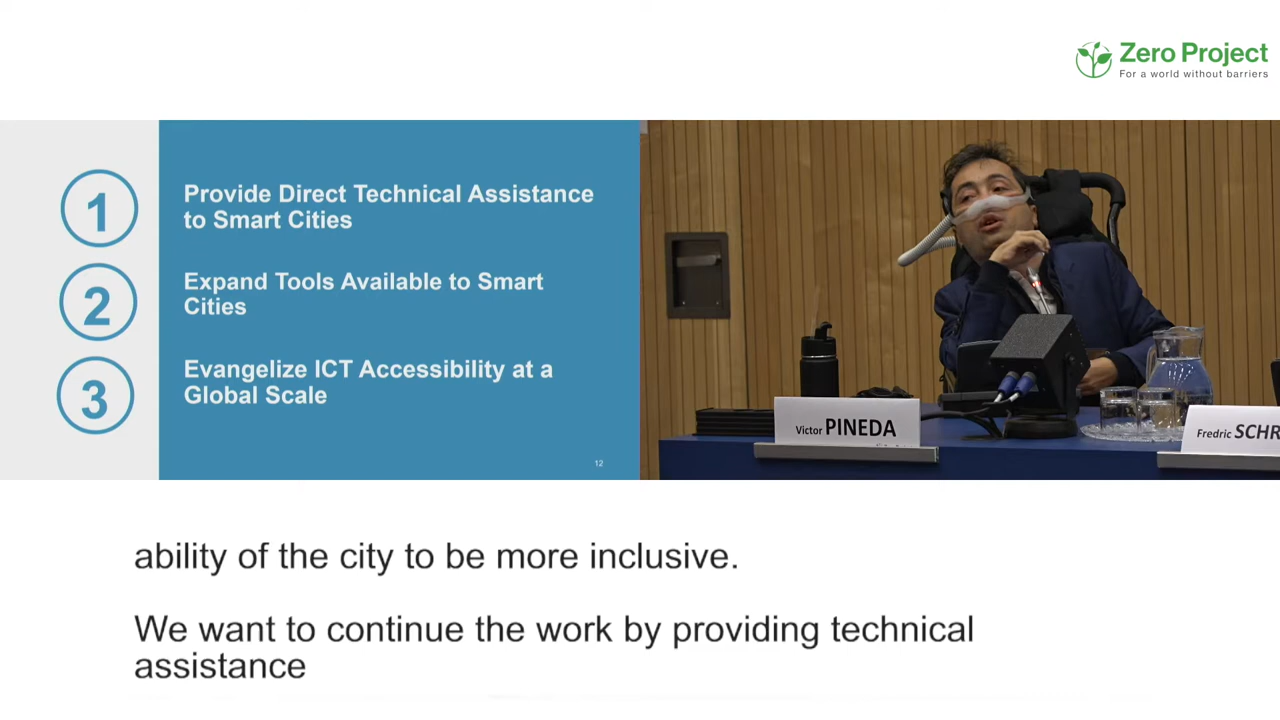 Zero Project
For a world without barriers
1
Provide Direct Technical Assistance
to Smart Cities
2
Expand Tools Available to Smart
Cities
3
Evangelize ICT Accessibility at a
Global Scale
12
Victor PINEDA
Fredric SCHR
ability of the city to be more inclusive.
We want to continue the work by providing technical
assistance